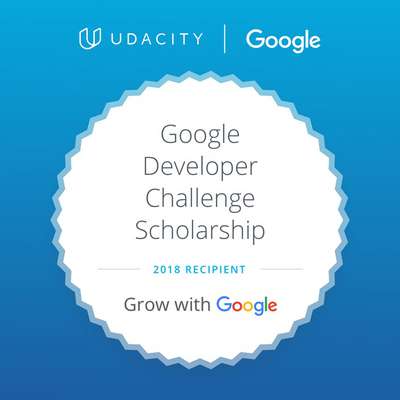 UDACITY | Google
Google
Developer
Challenge
Scholarship
2018 RECIPIENT
Grow with Google